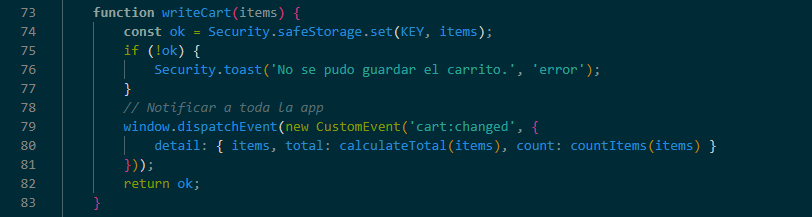 73 function writeCart(items) {
74 const ok = Security.safeStorage.set(KEY, items);
75 if (!ok) {
76 Security.toast('No se pudo guardar el carrito.', 'error');
77 }
78 // Notificar a toda la app
79 window.dispatchEvent(new CustomEvent('cart:changed', {
80 detail: { items, total: calculateTotal(items), count: countItems(items) }
81 }));
82 return ok;
83 }